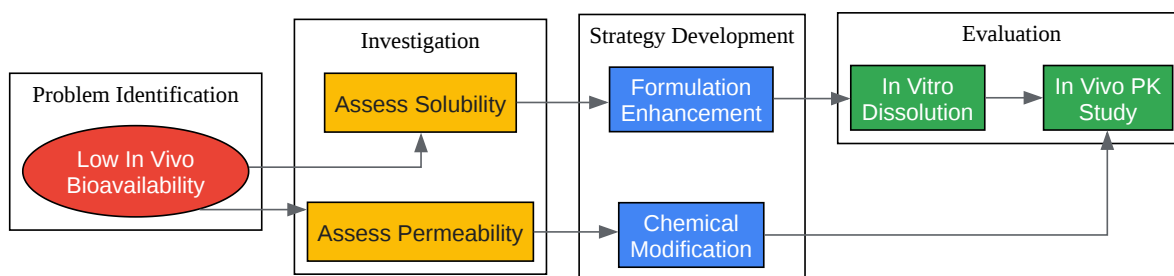 Problem Identification
Low In Vivo
Bioavailability
Investigation
Assess Solubility
Assess Permeability
Strategy Development
Formulation
Enhancement
Chemical
Modification
Evaluation
In Vitro
Dissolution
In Vivo PK
Study